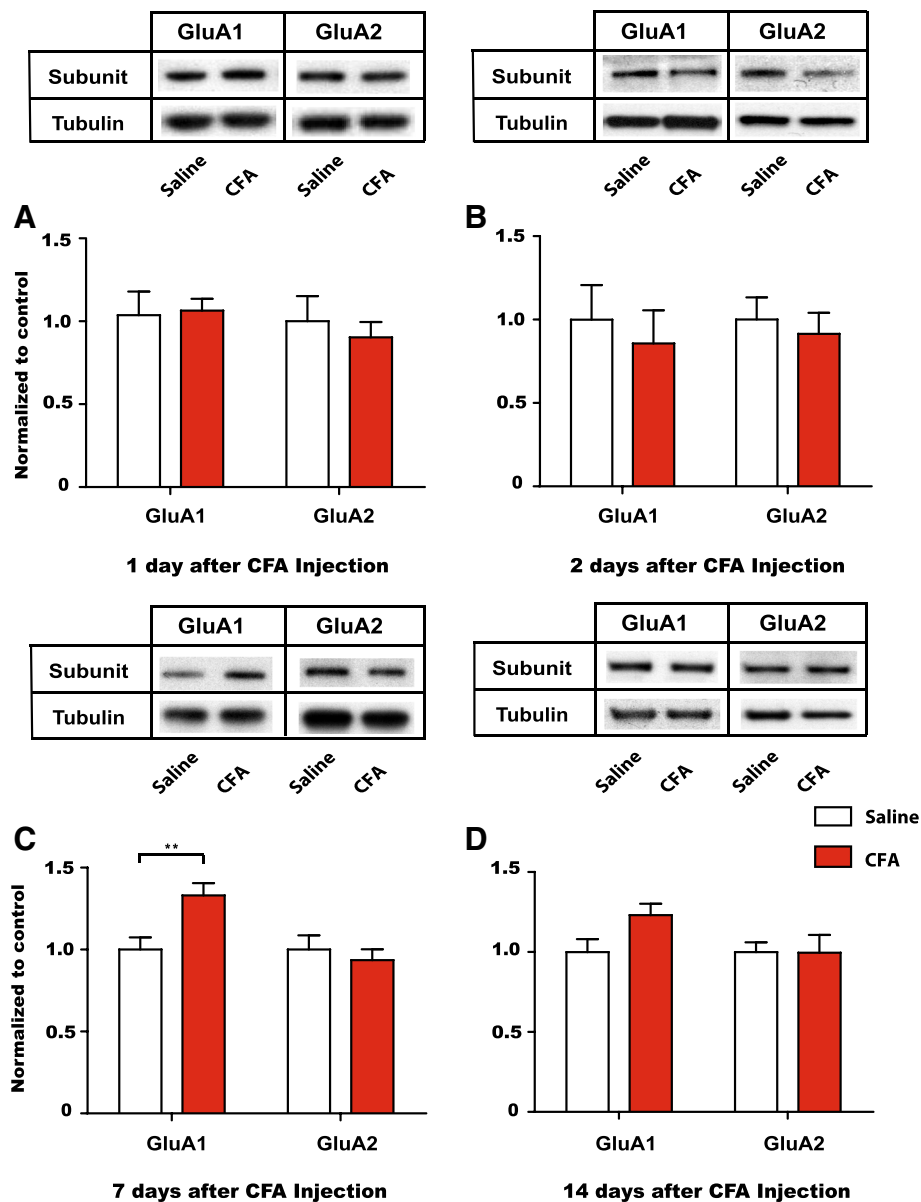 GluA1 GluA2
Subunit
Tubulin
Saline CFA Saline CFA
A
1.5
1.0
0.5
0
Normalized to control
GluA1 GluA2
1 day after CFA Injection
GluA1 GluA2
Subunit
Tubulin
Saline CFA Saline CFA
B
1.5
1.0
0.5
0
GluA1 GluA2
2 days after CFA Injection
GluA1 GluA2
Subunit
Tubulin
Saline CFA Saline CFA
C
**
1.5
1.0
0.5
0
Normalized to control
GluA1 GluA2
7 days after CFA Injection
GluA1 GluA2
Subunit
Tubulin
Saline CFA Saline CFA
Saline
CFA
D
1.5
1.0
0.5
0
GluA1 GluA2
14 days after CFA Injection